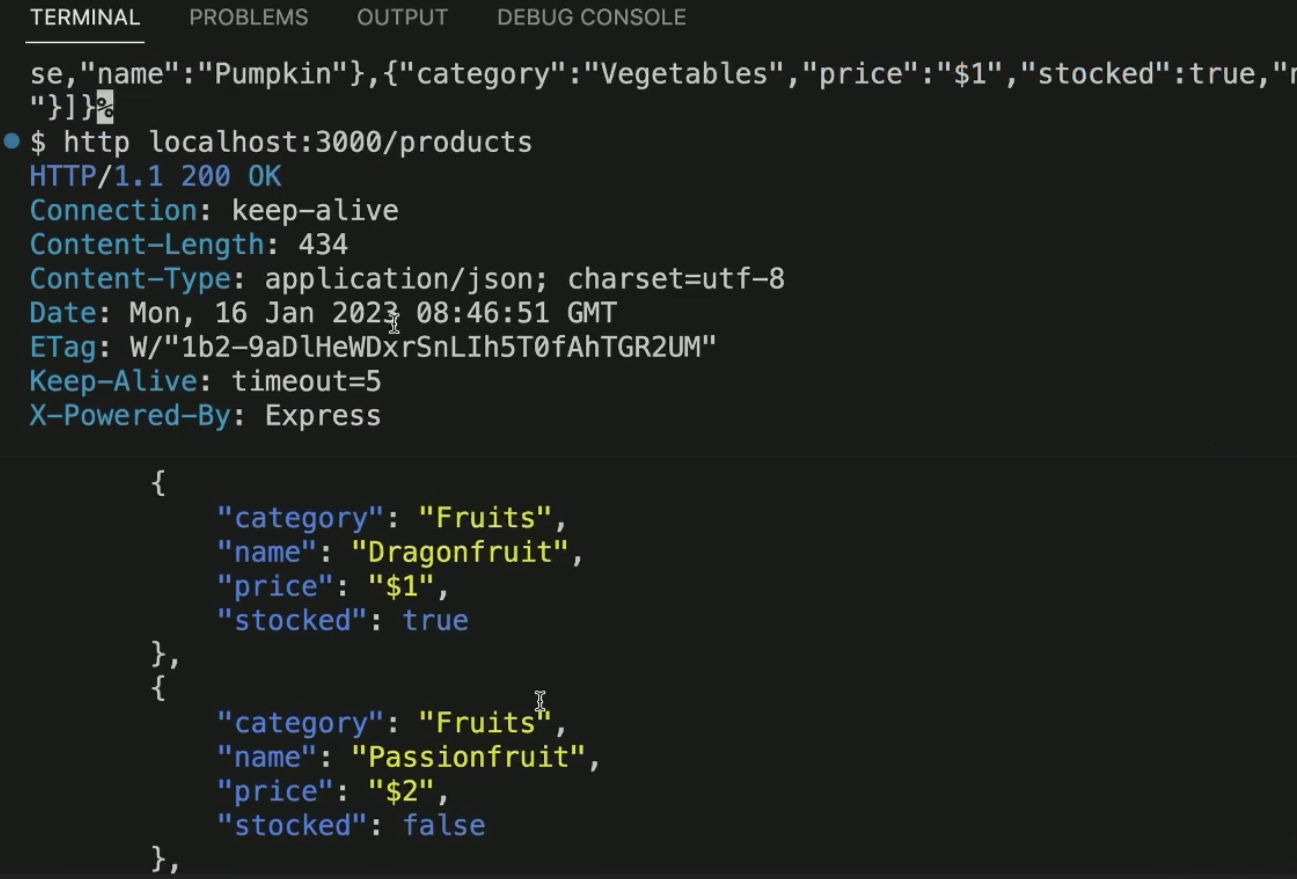 TERMINAL PROBLEMS OUTPUT DEBUG CONSOLE
se,"name":"Pumpkin"},{"category":"Vegetables","price":"$1","stocked":true,"n
"}]}%
$ http localhost:3000/products
HTTP/1.1 200 OK
Connection: keep-alive
Content-Length: 434
Content-Type: application/json; charset=utf-8
Date: Mon, 16 Jan 2023 08:46:51 GMT
ETag: W/"1b2-9aDlHeWDxrSnLIh5T0fAhTGR2UM"
Keep-Alive: timeout=5
X-Powered-By: Express
{
"category": "Fruits",
"name": "Dragonfruit",
"price": "$1",
"stocked": true
},
{
"category": "Fruits",
"name": "Passionfruit",
"price": "$2",
"stocked": false
},